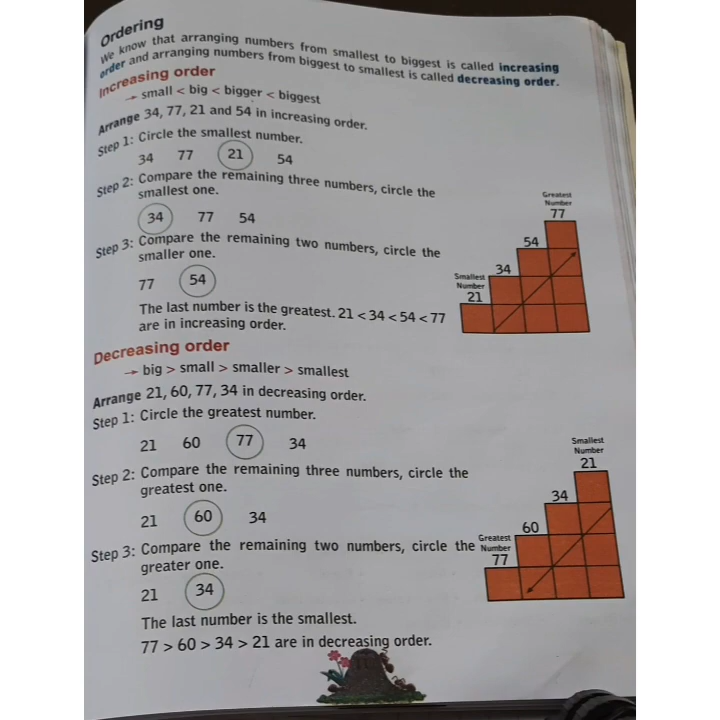 Ordering
We know that arranging numbers from smallest to biggest is called increasing
order and arranging numbers from biggest to smallest is called decreasing order.
Increasing order
→ small < big < bigger < biggest
Arrange 34, 77, 21 and 54 in increasing order.
Step 1: Circle the smallest number.
34 77 21 54
Step 2: Compare the remaining three numbers, circle the
smallest one.
34 77 54
Step 3: Compare the remaining two numbers, circle the
smaller one.
77 54
The last number is the greatest. 21 < 34 < 54 < 77
are in increasing order.
Greatest
Number
77
54
34
Smallest
Number
21
Decreasing order
→ big > small > smaller > smallest
Arrange 21, 60, 77, 34 in decreasing order.
Step 1: Circle the greatest number.
21 60 77 34
Step 2: Compare the remaining three numbers, circle the
greatest one.
21 60 34
Step 3: Compare the remaining two numbers, circle the
greater one.
21 34
The last number is the smallest.
77 > 60 > 34 > 21 are in decreasing order.
Smallest
Number
21
34
60
Greatest
Number
77